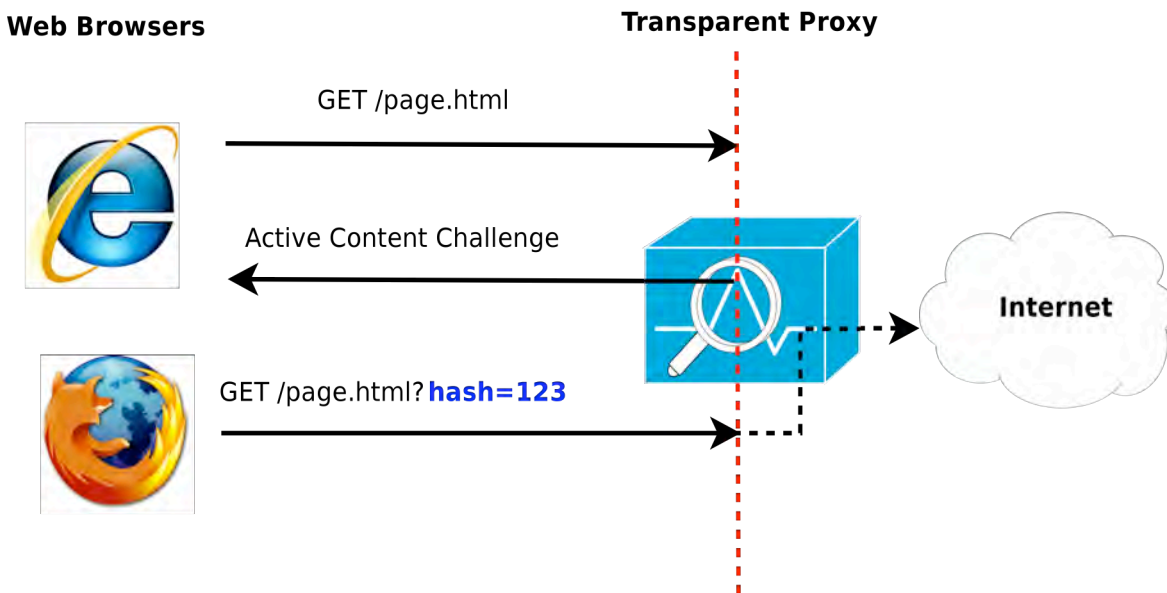 Web Browsers
Transparent Proxy
GET /page.html
Active Content Challenge
Internet
GET /page.html?hash=123